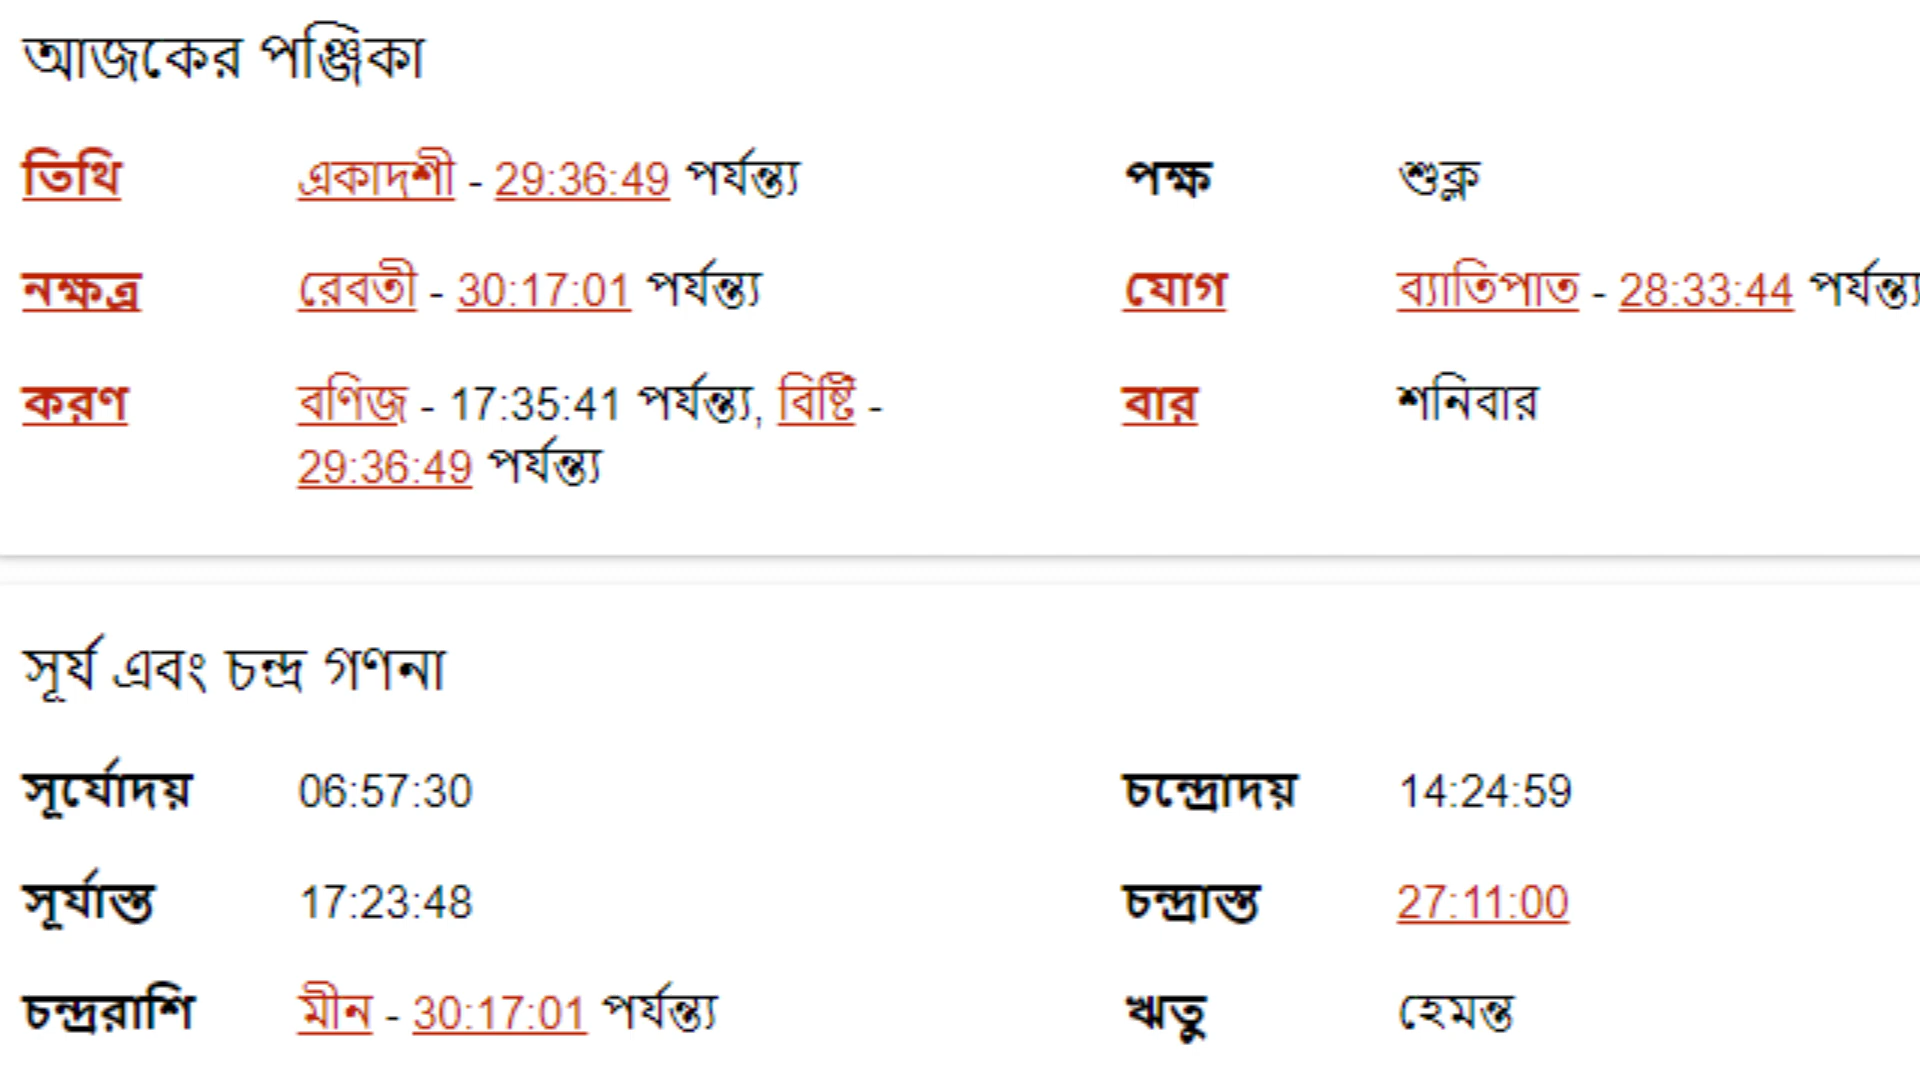 আজকের পঞ্জিকা
তিথি একাদশী - 29:36:49 পর্যন্ত্য পক্ষ শুক্ল
নক্ষত্র রেবতী - 30:17:01 পর্যন্ত্য যোগ ব্যাতিপাত - 28:33:44 পর্যন্ত্য
করণ বণিজ - 17:35:41 পর্যন্ত্য, বিষ্টি - বার শনিবার
29:36:49 পর্যন্ত্য
সূর্য এবং চন্দ্র গণনা
সূর্যোদয় 06:57:30 চন্দ্রোদয় 14:24:59
সূর্যাস্ত 17:23:48 চন্দ্রাস্ত 27:11:00
চন্দ্ররাশি মীন - 30:17:01 পর্যন্ত্য ঋতু হেমন্ত